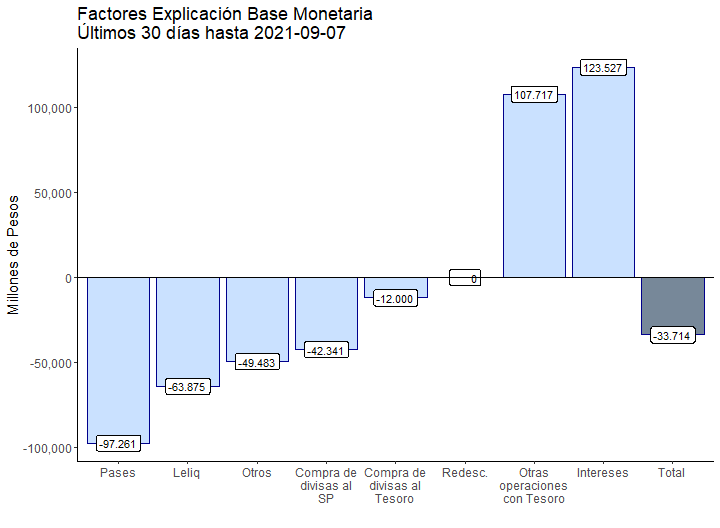 Factores Explicación Base Monetaria
Últimos 30 días hasta 2021-09-07
Millones de Pesos
100,000
50,000
0
-50,000
-100,000
-97.261
-63.875
-49.483
-42.341
-12.000
0
107.717
123.527
-33.714
Pases
Leliq
Otros
Compra de
divisas al
SP
Compra de
divisas al
Tesoro
Redesc.
Otras
operaciones
con Tesoro
Intereses
Total